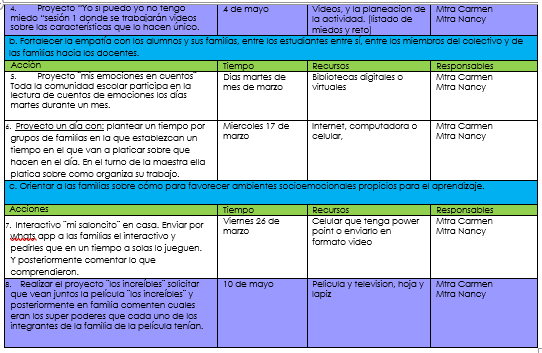 4. Proyecto "Yo si puedo yo no tengo miedo "sesión 1 donde se trabajarán videos sobre las características que lo hacen único.
4 de mayo
Videos, y la planeacion de la actividad. (listado de miedos y reto)
Mtra Carmen
Mtra Nancy
b. Fortalecer la empatía con los alumnos y sus familias, entre los estudiantes entre sí, entre los miembros del colectivo y de las familias hacia los docentes.
Acción
Tiempo
Recursos
Responsables
5. Proyecto ¨mis emociones en cuentos¨
Toda la comunidad escolar participa en la lectura de cuentos de emociones los días martes durante un mes.
Días martes de mes de marzo
Bibliotecas digitales o virtuales
Mtra Carmen
Mtra Nancy
6. Proyecto un día con: plantear un tiempo por grupos de familias en la que establezcan un tiempo en el que van a platicar sobre que hacen en el día. En el turno de la maestra ella platica sobre como organiza su trabajo.
Miercoles 17 de marzo
Internet, computadora o celular,
Mtra Carmen
Mtra Nancy
c. Orientar a las familias sobre cómo para favorecer ambientes socioemocionales propicios para el aprendizaje.
Acciones
Tiempo
Recursos
Responsables
7. Interactivo ¨mi saloncito¨ en casa. Enviar por whats app a las familias el interactivo y pedirles que en un tiempo a solas lo jueguen. Y posteriormente comentar lo que comprendieron.
Viernes 26 de marzo
Celular que tenga power point o enviarlo en formato video
Mtra Carmen
Mtra Nancy
8. Realizar el proyecto ¨los increíbles¨ solicitar que vean juntos la película ¨los increíbles¨ y posteriormente en familia comenten cuales eran los super poderes que cada uno de los integrantes de la familia de la película tenían.
10 de mayo
Película y television, hoja y lapiz
Mtra Carmen
Mtra Nancy